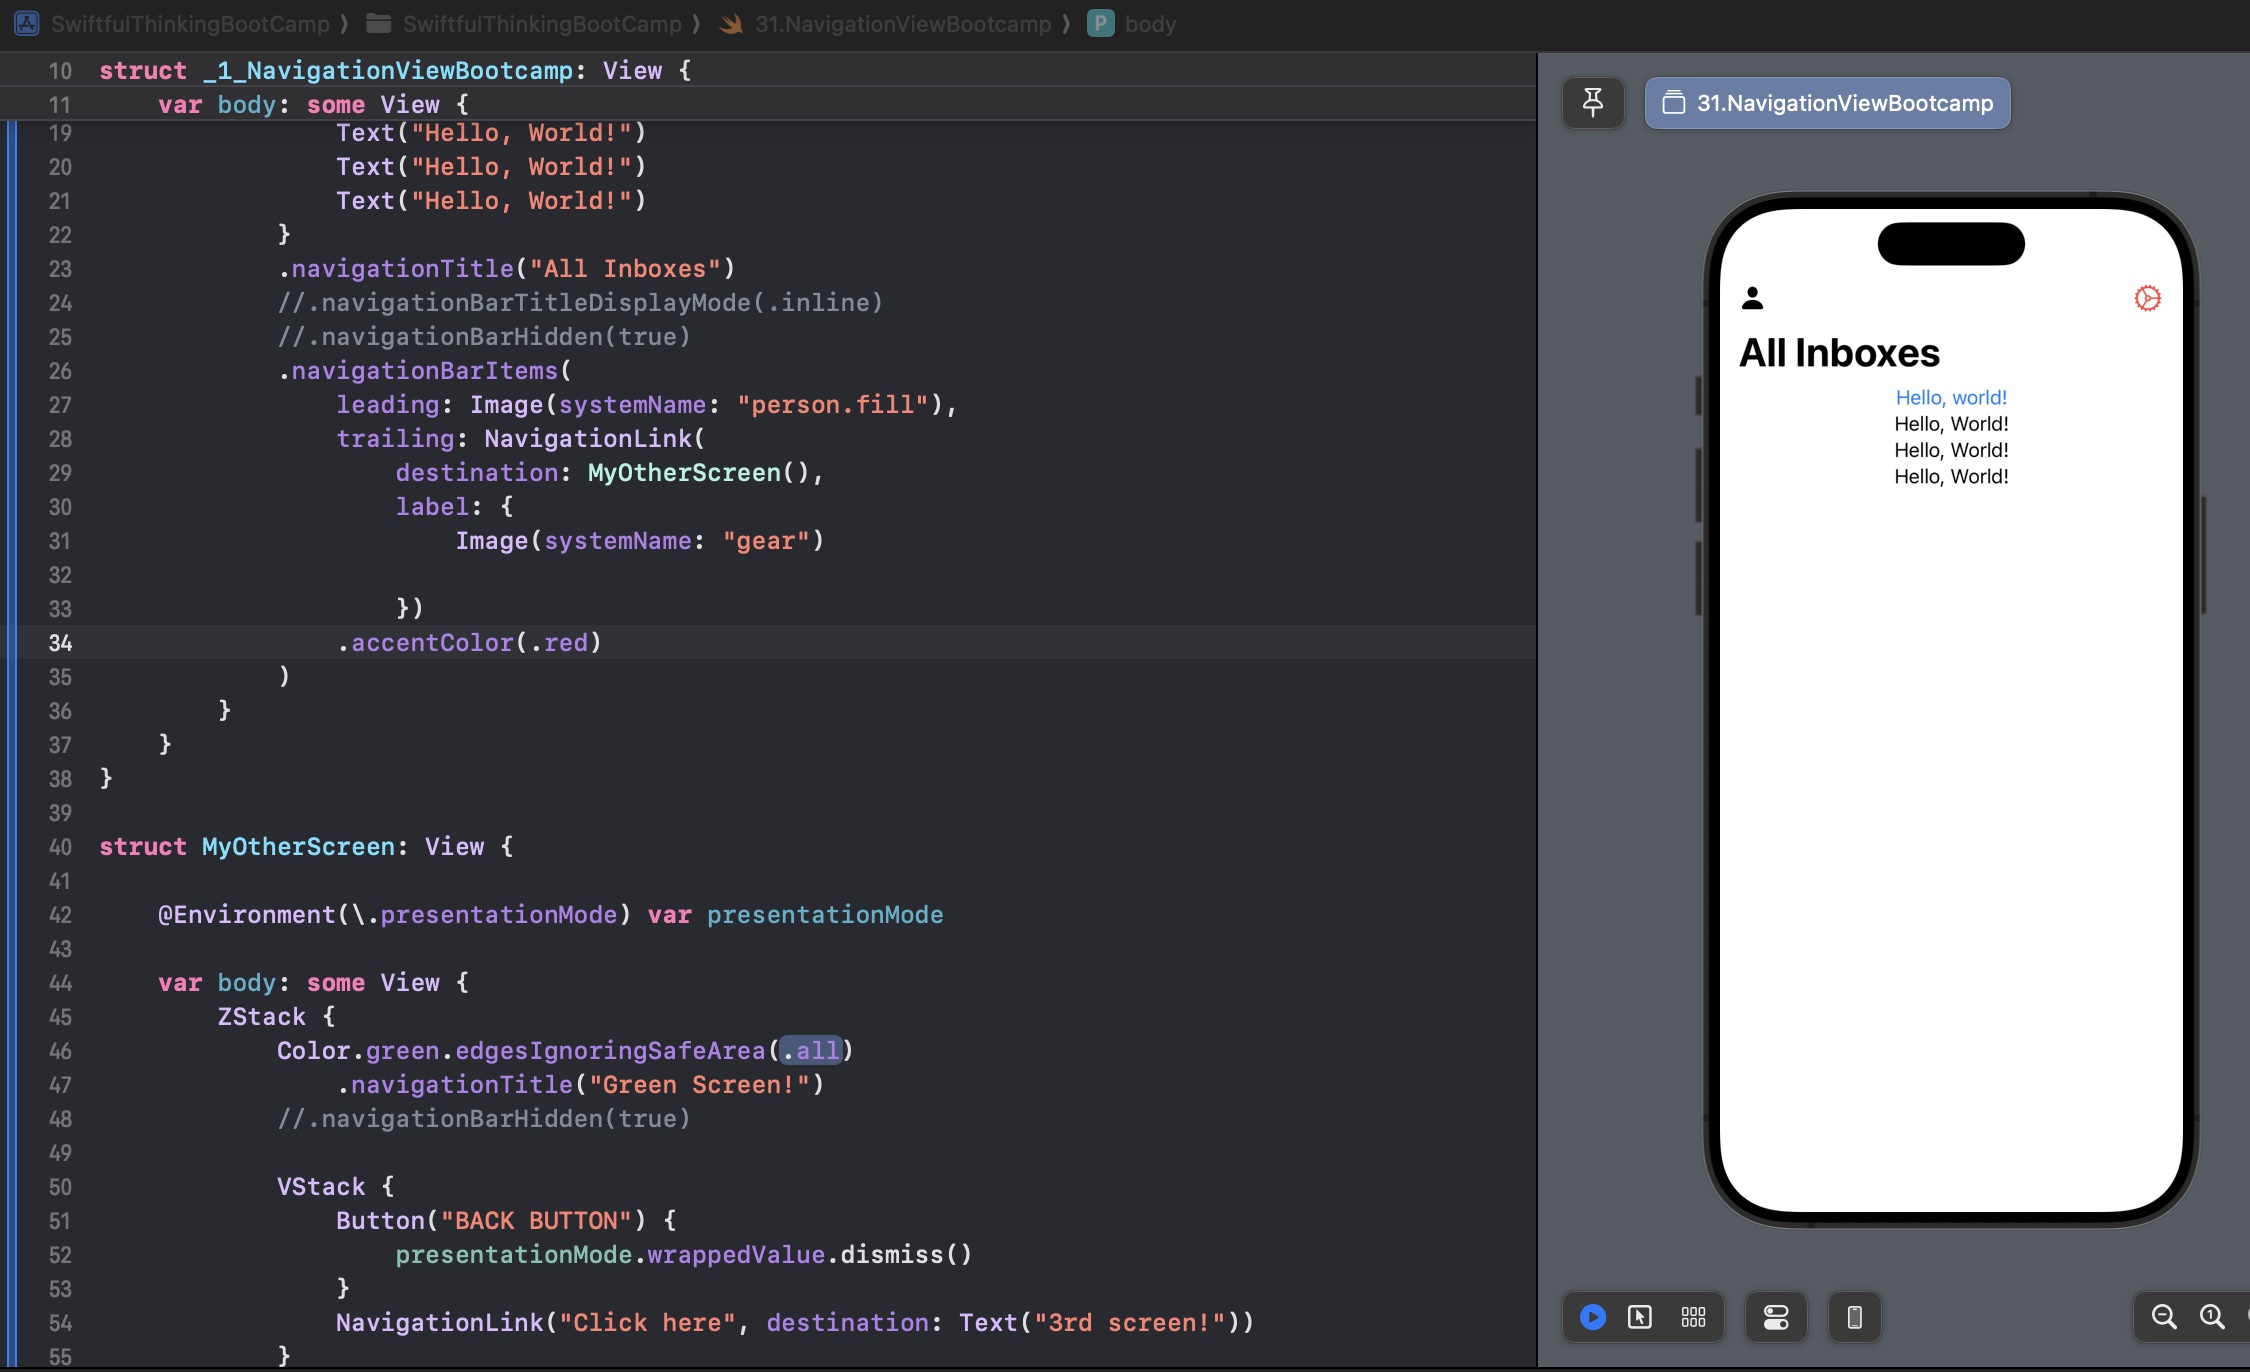 SwiftfulThinkingBootCamp ⟩ SwiftfulThinkingBootCamp ⟩ 31.NavigationViewBootcamp ⟩ P body
10 struct _1_NavigationViewBootcamp: View {
11     var body: some View {
19                 Text("Hello, World!")
20                 Text("Hello, World!")
21                 Text("Hello, World!")
22             }
23             .navigationTitle("All Inboxes")
24             //.navigationBarTitleDisplayMode(.inline)
25             //.navigationBarHidden(true)
26             .navigationBarItems(
27                 leading: Image(systemName: "person.fill"),
28                 trailing: NavigationLink(
29                     destination: MyOtherScreen(),
30                     label: {
31                         Image(systemName: "gear")
32
33                     })
34                 .accentColor(.red)
35             )
36         }
37     }
38 }
39
40 struct MyOtherScreen: View {
41
42     @Environment(\.presentationMode) var presentationMode
43
44     var body: some View {
45         ZStack {
46             Color.green.edgesIgnoringSafeArea(.all)
47                 .navigationTitle("Green Screen!")
48             //.navigationBarHidden(true)
49
50             VStack {
51                 Button("BACK BUTTON") {
52                     presentationMode.wrappedValue.dismiss()
53                 }
54                 NavigationLink("Click here", destination: Text("3rd screen!"))
55             }
31.NavigationViewBootcamp
All Inboxes
Hello, world!
Hello, World!
Hello, World!
Hello, World!